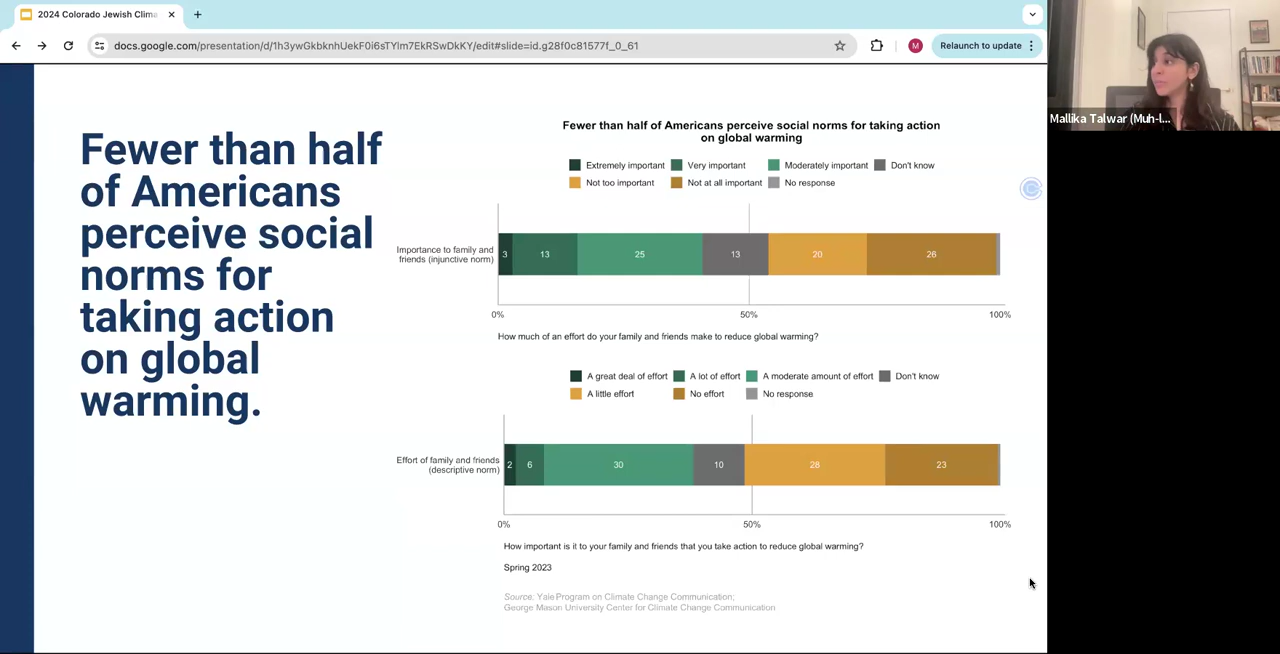 2024 Colorado Jewish Clima
docs.google.com/presentation/d/1h3ywGkbknhUekF0i6sTYlm7EkRSwDkKY/edit#slide=id.g28f0c81577f_0_61
M
Relaunch to update
Mallika Talwar (Muh-l...
Fewer than half
of Americans
perceive social
norms for
taking action
on global
warming.
Fewer than half of Americans perceive social norms for taking action
on global warming
Extremely important
Very important
Moderately important
Don't know
Not too important
Not at all important
No response
Importance to family and
friends (injunctive norm)
3
13
25
13
20
26
0%
50%
100%
How much of an effort do your family and friends make to reduce global warming?
A great deal of effort
A lot of effort
A moderate amount of effort
Don't know
A little effort
No effort
No response
Effort of family and friends
(descriptive norm)
2
6
30
10
28
23
0%
50%
100%
How important is it to your family and friends that you take action to reduce global warming?
Spring 2023
Source: Yale Program on Climate Change Communication;
George Mason University Center for Climate Change Communication